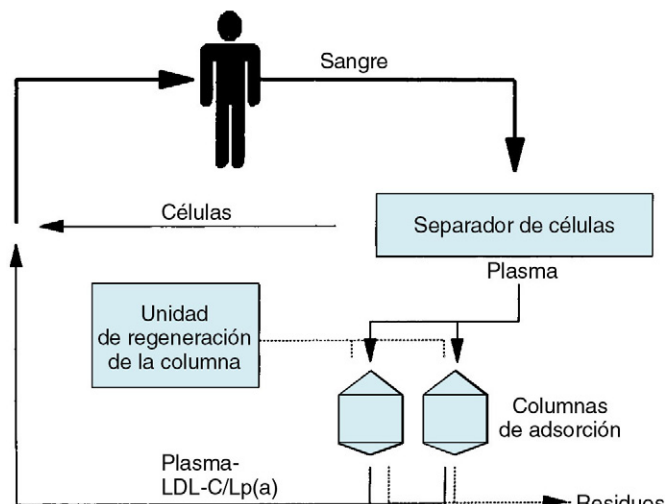 Sangre
Células
Separador de células
Plasma
Unidad
de regeneración
de la columna
Columnas
de adsorción
Plasma-
LDL-C/Lp(a)
Residuos